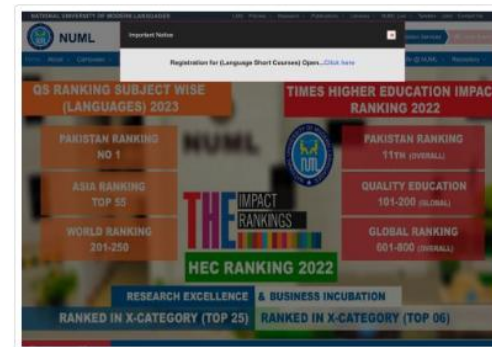 NATIONAL UNIVERSITY OF MODERN LANGUAGES
NUML
Important Notice
Registration for (Language Short Courses) Open...Click here
QS RANKING SUBJECT WISE
(LANGUAGES) 2023
PAKISTAN RANKING
NO 1
ASIA RANKING
TOP 55
WORLD RANKING
201-250
NUML
THE IMPACT
RANKINGS
TIMES HIGHER EDUCATION IMPAC
RANKING 2022
PAKISTAN RANKING
11TH (OVERALL)
QUALITY EDUCATION
101-200 (GLOBAL)
GLOBAL RANKING
601-800 (OVERALL)
HEC RANKING 2022
RESEARCH EXCELLENCE & BUSINESS INCUBATION
RANKED IN X-CATEGORY (TOP 25) RANKED IN X-CATEGORY (TOP 06)